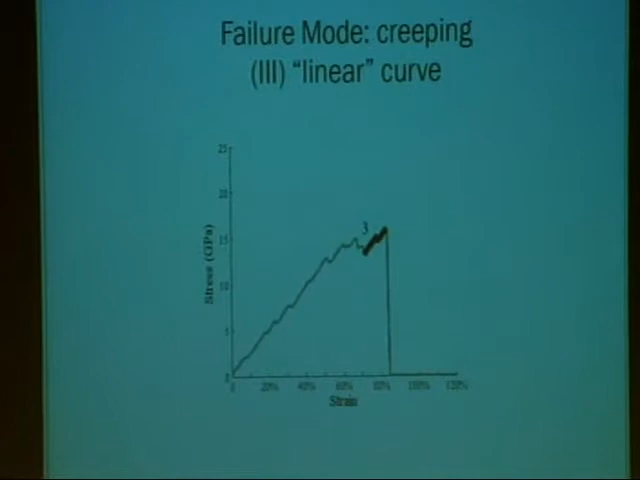 Failure Mode: creeping
(III) "linear" curve
25
20
15
10
5
0
Stress (GPa)
3
0 20% 40% 60% 80% 100% 120%
Strain